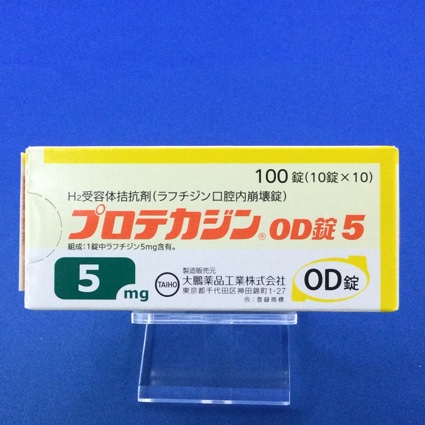 100錠(10錠×10)
H2受容体拮抗剤(ラフチジン口腔内崩壊錠)
プロテカジン® OD錠5
組成:1錠中ラフチジン5mg含有。
5mg
TAIHO
製造販売元
大鵬薬品工業株式会社
東京都千代田区神田錦町1-27
®:登録商標
OD錠